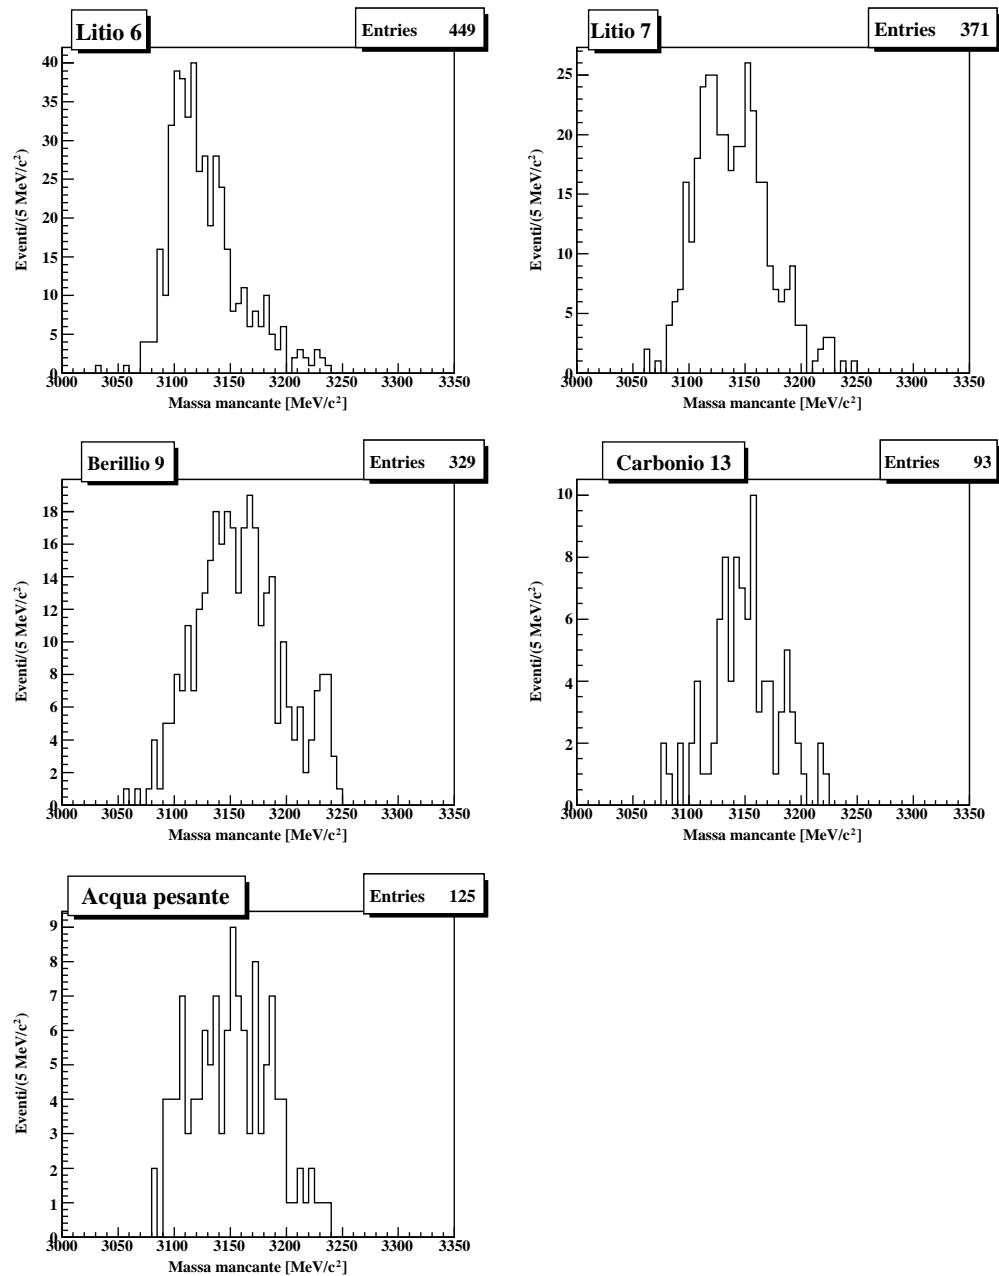 Litio 6
Entries 449
Eventi/(5 MeV/c²)
40
35
30
25
20
15
10
5
0
3000 3050 3100 3150 3200 3250 3300 3350
Massa mancante [MeV/c²]
Litio 7
Entries 371
Eventi/(5 MeV/c²)
25
20
15
10
5
0
3000 3050 3100 3150 3200 3250 3300 3350
Massa mancante [MeV/c²]
Berillio 9
Entries 329
Eventi/(5 MeV/c²)
18
16
14
12
10
8
6
4
2
0
3000 3050 3100 3150 3200 3250 3300 3350
Massa mancante [MeV/c²]
Carbonio 13
Entries 93
Eventi/(5 MeV/c²)
10
8
6
4
2
0
3000 3050 3100 3150 3200 3250 3300 3350
Massa mancante [MeV/c²]
Acqua pesante
Entries 125
Eventi/(5 MeV/c²)
9
8
7
6
5
4
3
2
1
0
3000 3050 3100 3150 3200 3250 3300 3350
Massa mancante [MeV/c²]